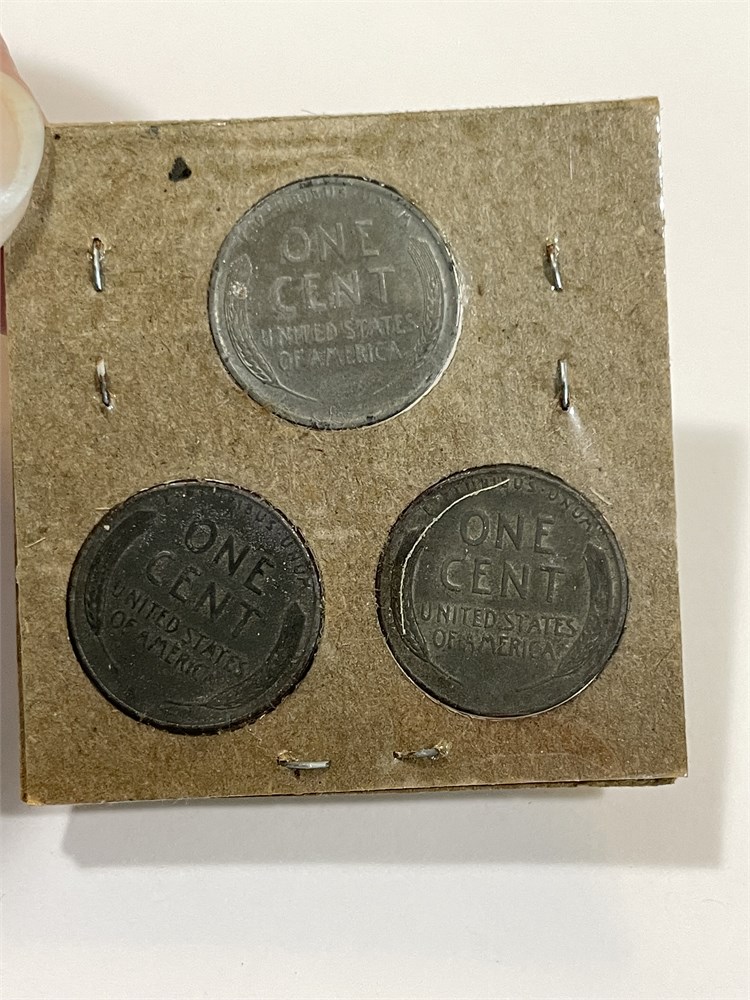 ONE
CENT
UNITED STATES
OF AMERICA
ONE
CENT
UNITED STATES
OF AMERICA
ONE
CENT
UNITED STATES
OF AMERICA